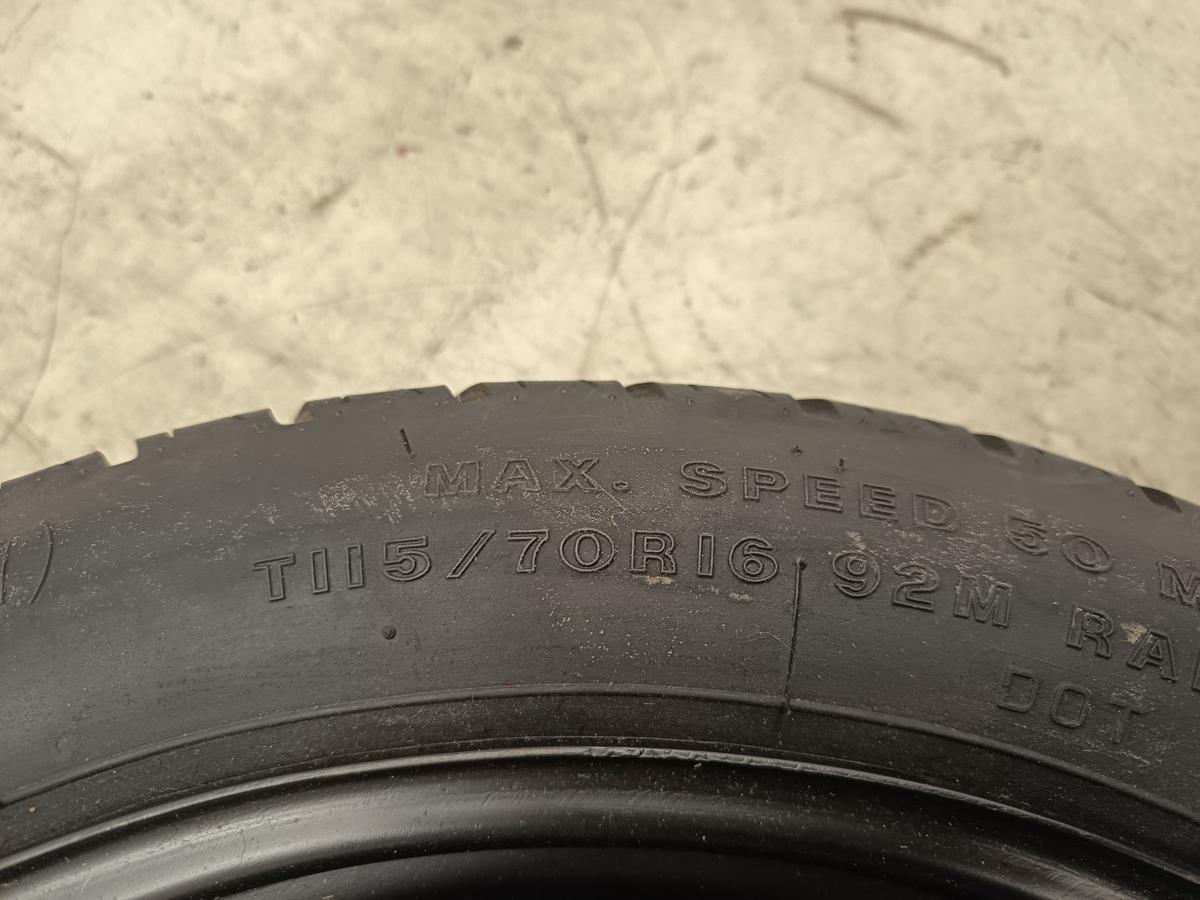 MAX. SPEED 50
T115/70R16 92M
DOT